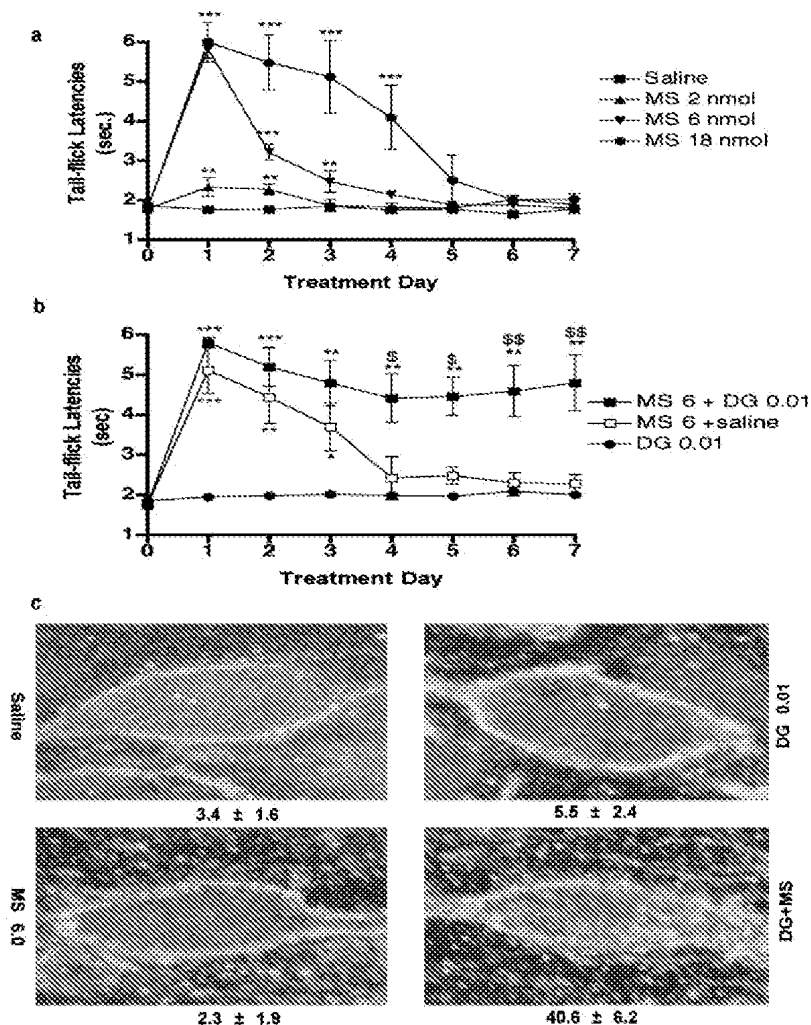 a
*** *** *** ***
*** **
** **
6
5
4
3
2
1
Tail-flick Latencies
(sec.)
0 1 2 3 4 5 6 7
Treatment Day
Saline
MS 2 nmol
MS 6 nmol
MS 18 nmol
b
*** *** ** $ $ $$ $$
** ** ** **
*** ** *
6
5
4
3
2
1
Tail-flick Latencies
(sec)
0 1 2 3 4 5 6 7
Treatment Day
MS 6 + DG 0.01
MS 6 +saline
DG 0.01
c
Saline
3.4 ± 1.6
DG 0.01
5.5 ± 2.4
MS 6.0
2.3 ± 1.9
DG+MS
40.6 ± 6.2